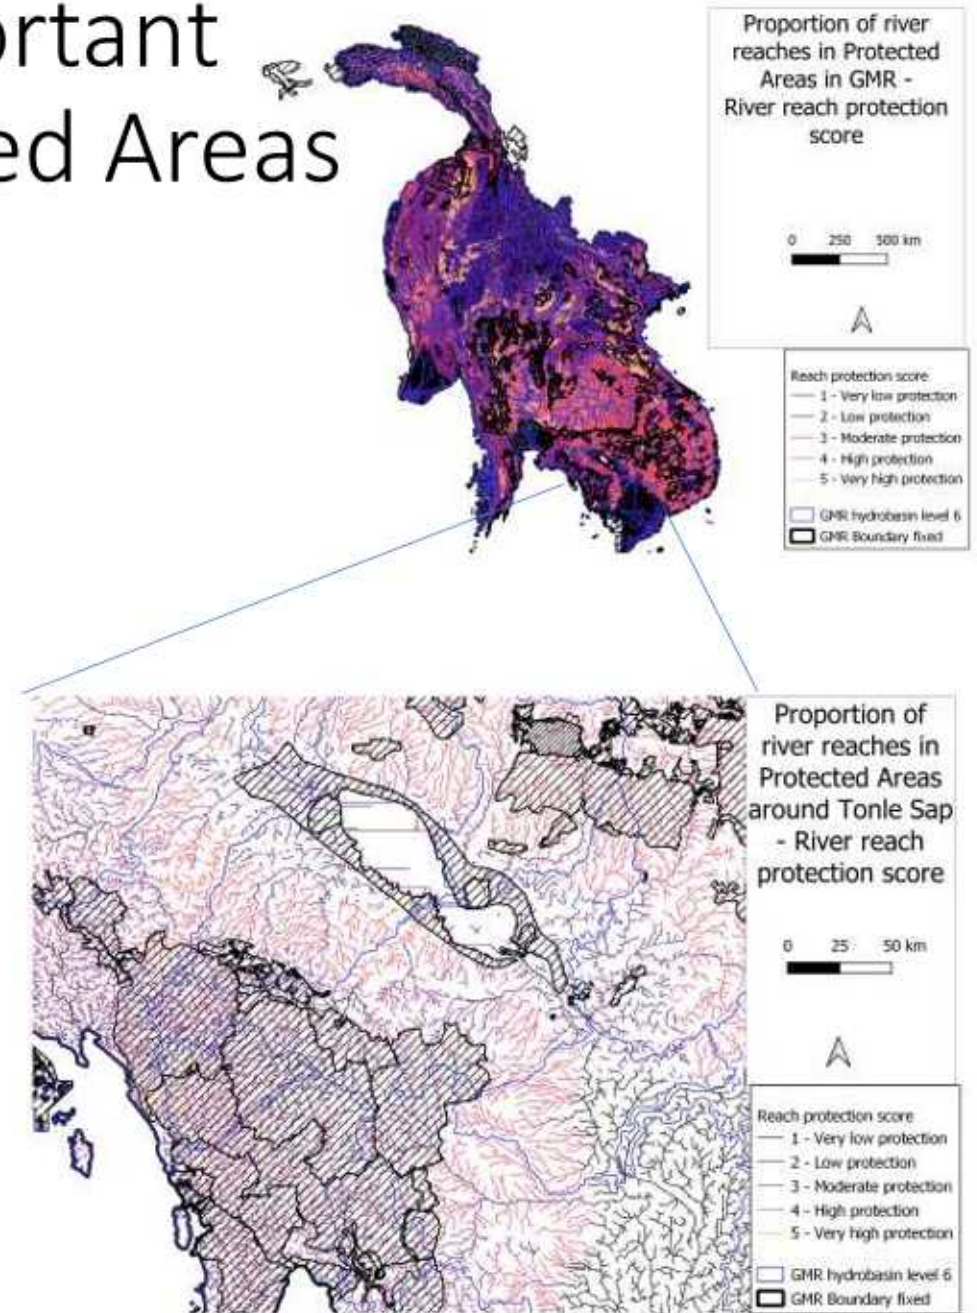 ortant
ed Areas
Proportion of river
reaches in Protected
Areas in GMR -
River reach protection
score
0 250 500 km
Reach protection score
1 - Very low protection
2 - Low protection
3 - Moderate protection
4 - High protection
5 - Very high protection
GMR hydrobasin level 6
GMR Boundary fixed
Proportion of
river reaches in
Protected Areas
around Tonle Sap
- River reach
protection score
0 25 50 km
Reach protection score
1 - Very low protection
2 - Low protection
3 - Moderate protection
4 - High protection
5 - Very high protection
GMR hydrobasin level 6
GMR Boundary fixed